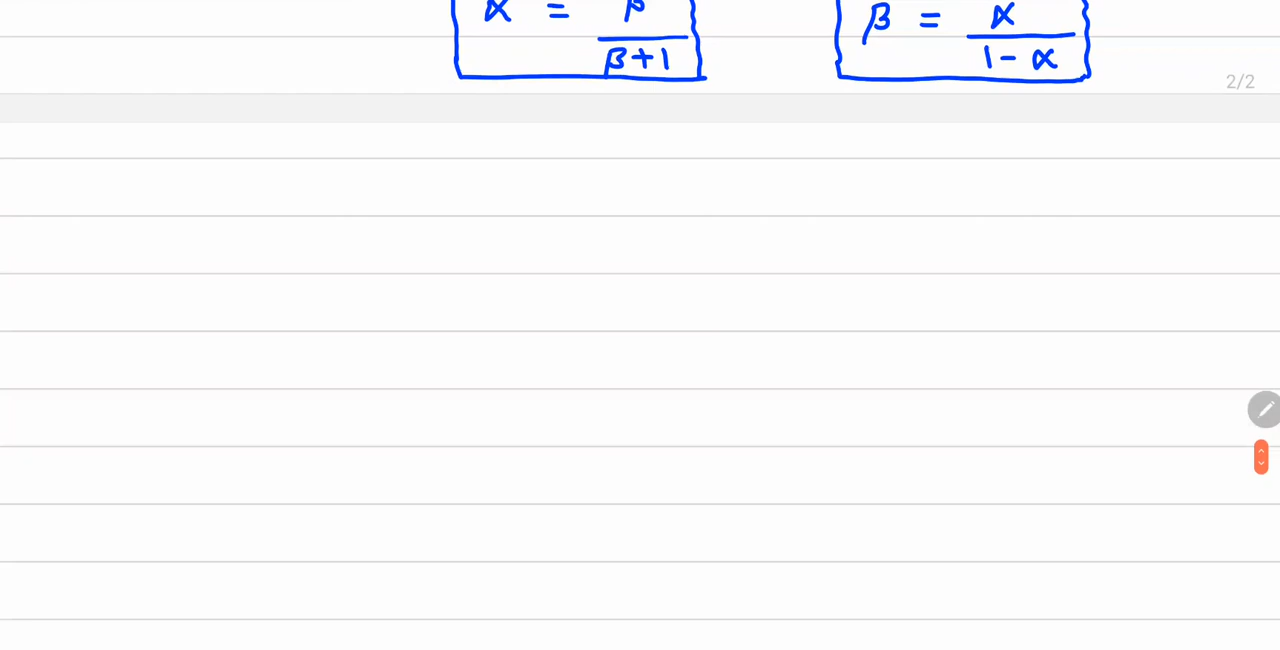 α = β/(β+1)
β = α/(1-α)
2/2